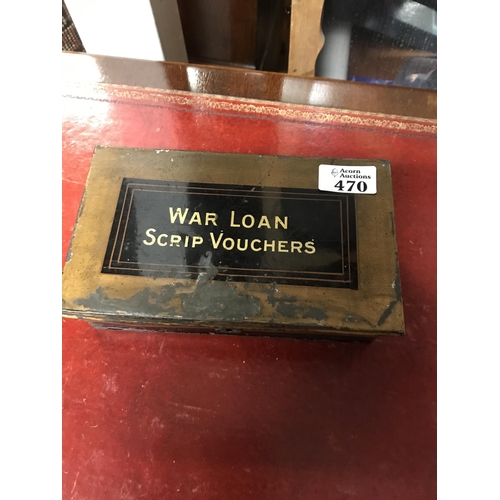 Acorn
Auctions
470
WAR LOAN
SCRIP VOUCHERS